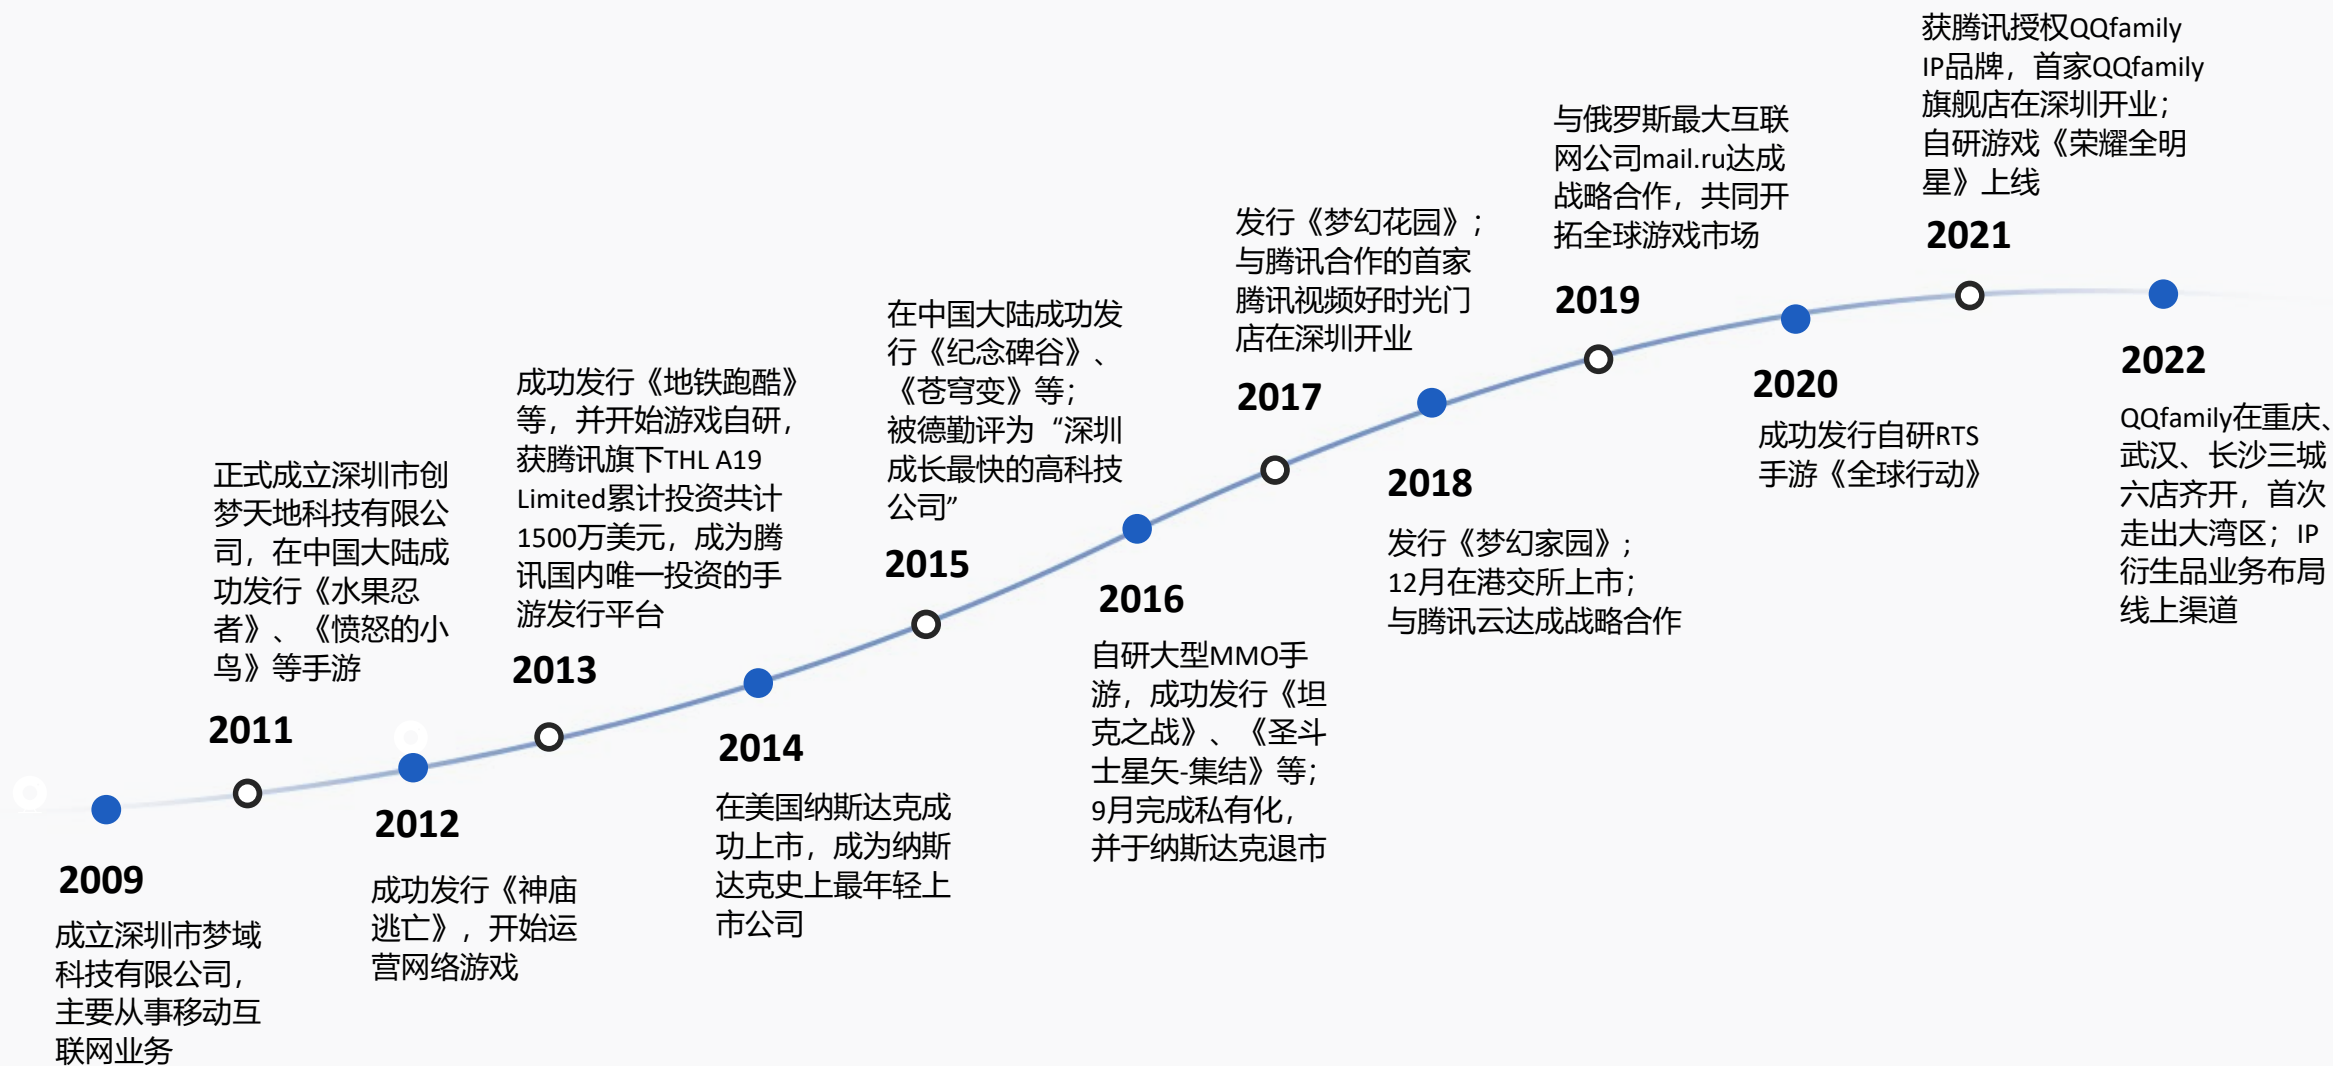 2009
成立深圳市梦域
科技有限公司，
主要从事移动互
联网业务
正式成立深圳市创
梦天地科技有限公
司，在中国大陆成
功发行《水果忍
者》、《愤怒的小
鸟》等手游
2011
2012
成功发行《神庙
逃亡》，开始运
营网络游戏
成功发行《地铁跑酷》
等，并开始游戏自研，
获腾讯旗下THL A19
Limited累计投资共计
1500万美元，成为腾
讯国内唯一投资的手
游发行平台
2013
2014
在美国纳斯达克成
功上市，成为纳斯
达克史上最年轻上
市公司
在中国大陆成功发
行《纪念碑谷》、
《苍穹变》等；
被德勤评为“深圳
成长最快的高科技
公司”
2015
2016
自研大型MMO手
游，成功发行《坦
克之战》、《圣斗
士星矢-集结》等；
9月完成私有化，
并于纳斯达克退市
发行《梦幻花园》；
与腾讯合作的首家
腾讯视频好时光门
店在深圳开业
2017
2018
发行《梦幻家园》；
12月在港交所上市；
与腾讯云达成战略合作
与俄罗斯最大互联
网公司mail.ru达成
战略合作，共同开
拓全球游戏市场
2019
2020
成功发行自研RTS
手游《全球行动》
获腾讯授权QQfamily
IP品牌，首家QQfamily
旗舰店在深圳开业；
自研游戏《荣耀全明
星》上线
2021
2022
QQfamily在重庆、
武汉、长沙三城
六店齐开，首次
走出大湾区；IP
衍生品业务布局
线上渠道